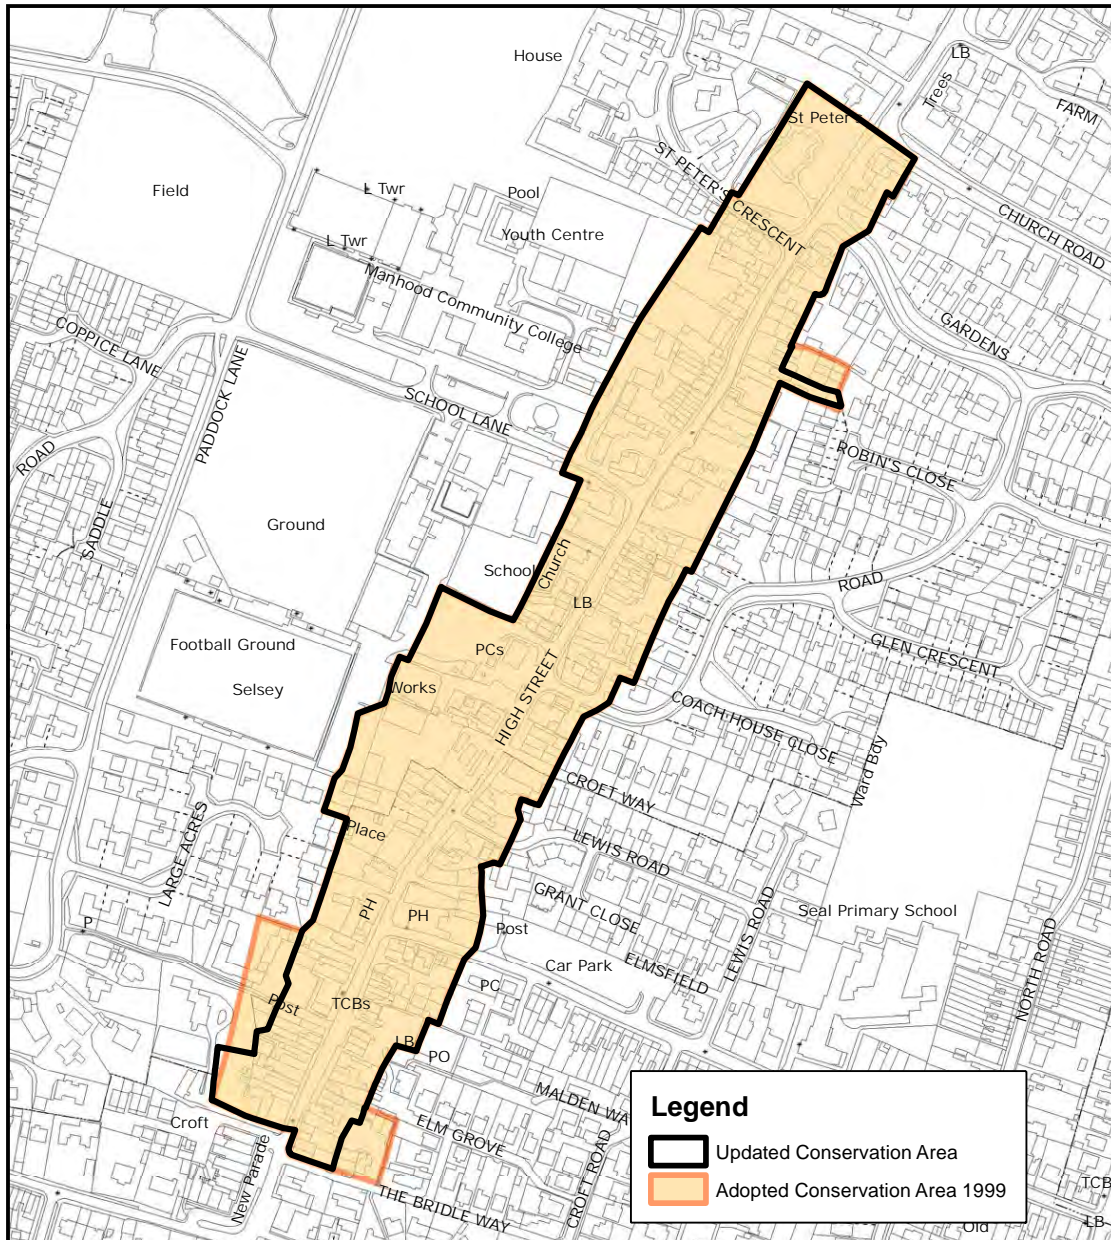 House
LB
Trees
FARM
St Peter's
ST PETER'S CRESCENT
Field
L Twr
Pool
CHURCH ROAD
L Twr
Youth Centre
Manhood Community College
GARDENS
COPPICE LANE
PADDOCK LANE
SCHOOL LANE
ROAD
ROBIN'S CLOSE
SADDLE
Ground
School
Church
ROAD
LB
Football Ground
PCs
GLEN CRESCENT
Selsey
Works
HIGH STREET
COACH HOUSE CLOSE
Ward Bdy
CROFT WAY
Place
LARGE ACRES
LEWIS ROAD
PH
PH
GRANT CLOSE
Seal Primary School
P
Post
ELMSFIELD
LEWIS ROAD
Car Park
NORTH ROAD
Post
TCBs
PC
LB
PO
MALDEN WA
Croft
ELM GROVE
New Parade
CROFT ROAD
THE BRIDLE WAY
TCB
LB
Old
Legend
Updated Conservation Area
Adopted Conservation Area 1999